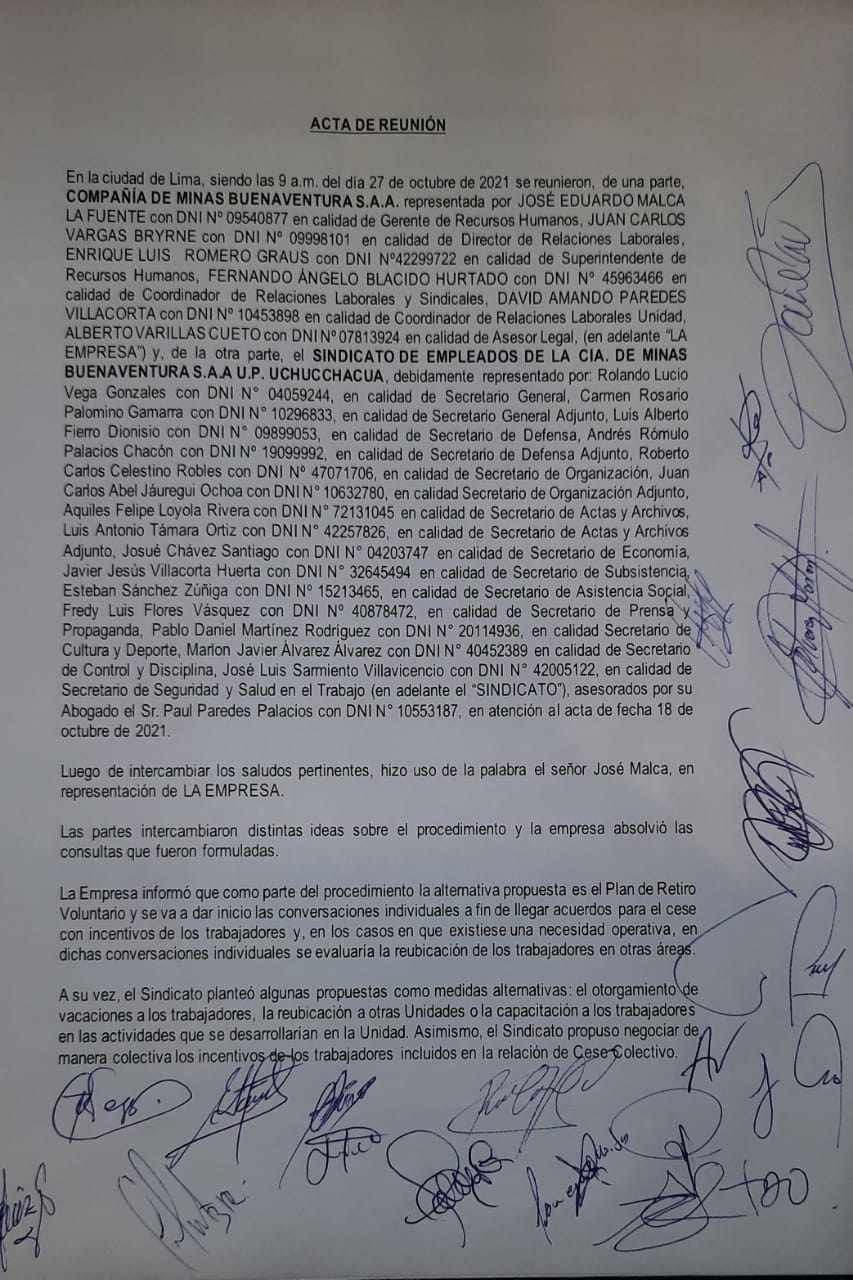 ACTA DE REUNIÓN
En la ciudad de Lima, siendo las 9 a.m. del día 27 de octubre de 2021 se reunieron, de una parte,
COMPAÑÍA DE MINAS BUENAVENTURA S.A.A. representada por JOSÉ EDUARDO MALCA
LA FUENTE con DNI Nº 09540877 en calidad de Gerente de Recursos Humanos, JUAN CARLOS
VARGAS BRYRNE con DNI Nº 09998101 en calidad de Director de Relaciones Laborales,
ENRIQUE LUIS ROMERO GRAUS con DNI Nº42299722 en calidad de Superintendente de
Recursos Humanos, FERNANDO ÁNGELO BLACIDO HURTADO con DNI Nº 45963466 en
calidad de Coordinador de Relaciones Laborales y Sindicales, DAVID AMANDO PAREDES
VILLACORTA con DNI Nº 10453898 en calidad de Coordinador de Relaciones Laborales Unidad,
ALBERTO VARILLAS CUETO con DNI Nº 07813924 en calidad de Asesor Legal, (en adelante “LA
EMPRESA”) y, de la otra parte, el SINDICATO DE EMPLEADOS DE LA CIA. DE MINAS
BUENAVENTURA S.A.A U.P. UCHUCCHACUA, debidamente representado por: Rolando Lucio
Vega Gonzales con DNI N° 04059244, en calidad de Secretario General, Carmen Rosario
Palomino Gamarra con DNI N° 10296833, en calidad de Secretario General Adjunto, Luis Alberto
Fierro Dionisio con DNI N° 09899053, en calidad de Secretario de Defensa, Andrés Rómulo
Palacios Chacón con DNI N° 19099992, en calidad de Secretario de Defensa Adjunto, Roberto
Carlos Celestino Robles con DNI Nº 47071706, en calidad de Secretario de Organización, Juan
Carlos Abel Jáuregui Ochoa con DNI N° 10632780, en calidad Secretario de Organización Adjunto,
Aquiles Felipe Loyola Rivera con DNI N° 72131045 en calidad de Secretario de Actas y Archivos,
Luis Antonio Támara Ortiz con DNI N° 42257826, en calidad de Secretario de Actas y Archivos
Adjunto, Josué Chávez Santiago con DNI N° 04203747 en calidad de Secretario de Economía,
Javier Jesús Villacorta Huerta con DNI N° 32645494 en calidad de Secretario de Subsistencia,
Esteban Sánchez Zúñiga con DNI N° 15213465, en calidad de Secretario de Asistencia Social,
Fredy Luis Flores Vásquez con DNI Nº 40878472, en calidad de Secretario de Prensa y
Propaganda, Pablo Daniel Martínez Rodríguez con DNI N° 20114936, en calidad Secretario de
Cultura y Deporte, Marlon Javier Álvarez Álvarez con DNI N° 40452389 en calidad de Secretario
de Control y Disciplina, José Luis Sarmiento Villavicencio con DNI N° 42005122, en calidad de
Secretario de Seguridad y Salud en el Trabajo (en adelante el “SINDICATO”), asesorados por su
Abogado el Sr. Paul Paredes Palacios con DNI N° 10553187, en atención al acta de fecha 18 de
octubre de 2021.
Luego de intercambiar los saludos pertinentes, hizo uso de la palabra el señor José Malca, en
representación de LA EMPRESA.
Las partes intercambiaron distintas ideas sobre el procedimiento y la empresa absolvió las
consultas que fueron formuladas.
La Empresa informó que como parte del procedimiento la alternativa propuesta es el Plan de Retiro
Voluntario y se va a dar inicio las conversaciones individuales a fin de llegar acuerdos para el cese
con incentivos de los trabajadores y, en los casos en que existiese una necesidad operativa, en
dichas conversaciones individuales se evaluaría la reubicación de los trabajadores en otras áreas.
A su vez, el Sindicato planteó algunas propuestas como medidas alternativas: el otorgamiento de
vacaciones a los trabajadores, la reubicación a otras Unidades o la capacitación a los trabajadores
en las actividades que se desarrollarían en la Unidad. Asimismo, el Sindicato propuso negociar de
manera colectiva los incentivos de los trabajadores incluidos en la relación de Cese Colectivo.